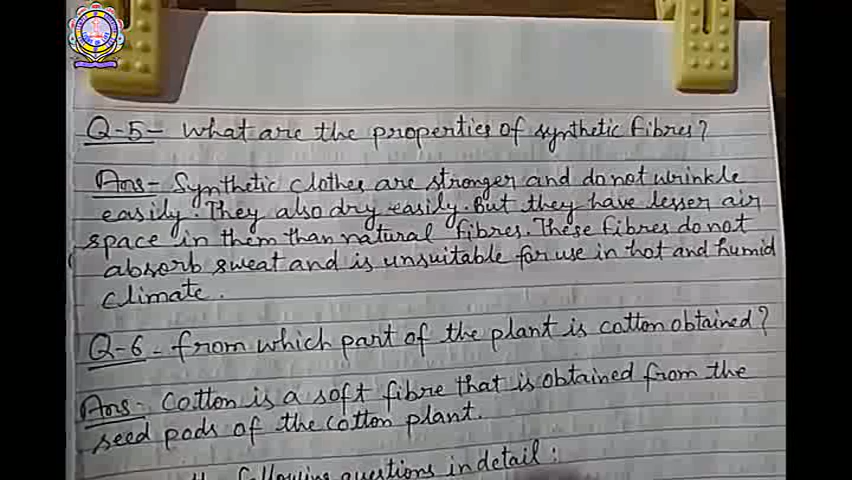 Q-5- What are the properties of synthetic fibres?
Ans- Synthetic clothes are stronger and do not wrinkle
easily. They also dry easily. But they have lesser air
space in them than natural fibres. These fibres do not
absorb sweat and is unsuitable for use in hot and humid
climate.
Q-6- From which part of the plant is cotton obtained?
Ans- Cotton is a soft fibre that is obtained from the
seed pods of the cotton plant.
following questions in detail: